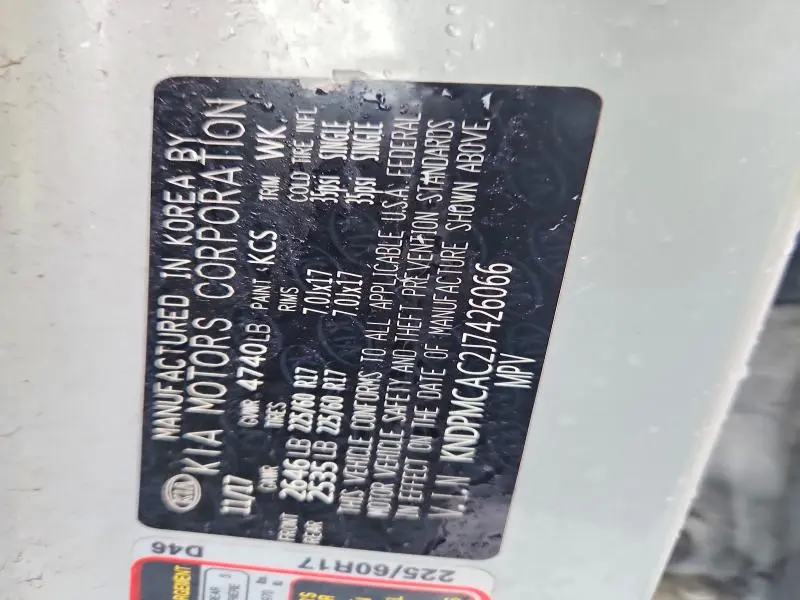 MANUFACTURED IN KOREA BY
KIA KIA MOTORS CORPORATION
11/17 GVWR 4740LB PAINT KCS TRIM WK
GAWR TIRES RIMS COLD TIRE INFL
FRONT 2646LB 225/60 R17 7.0Jx17 35psi SINGLE
REAR 2535LB 225/60 R17 7.0Jx17 35psi SINGLE
THIS VEHICLE CONFORMS TO ALL APPLICABLE U.S.A. FEDERAL
MOTOR VEHICLE SAFETY AND THEFT PREVENTION STANDARDS
IN EFFECT ON THE DATE OF MANUFACTURE SHOWN ABOVE.
V.I.N KNDPMCAC2J7426066
MPV
D46
225/60R17